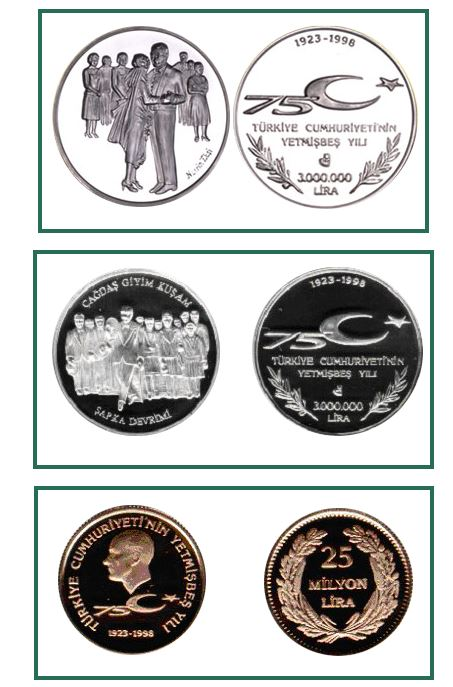 1923-1998
75
TÜRKİYE CUMHURİYETİ'NİN
YETMİŞBEŞ YILI
3.000.000
LİRA
ÇAĞDAŞ GİYİM KUŞAM
ŞAPKA DEVRİMİ
1923-1998
75
TÜRKİYE CUMHURİYETİ'NİN
YETMİŞBEŞ YILI
3.000.000
LİRA
TÜRKİYE CUMHURİYETİ'NİN YETMİŞBEŞ YILI
75
1923-1998
25
MİLYON
LİRA